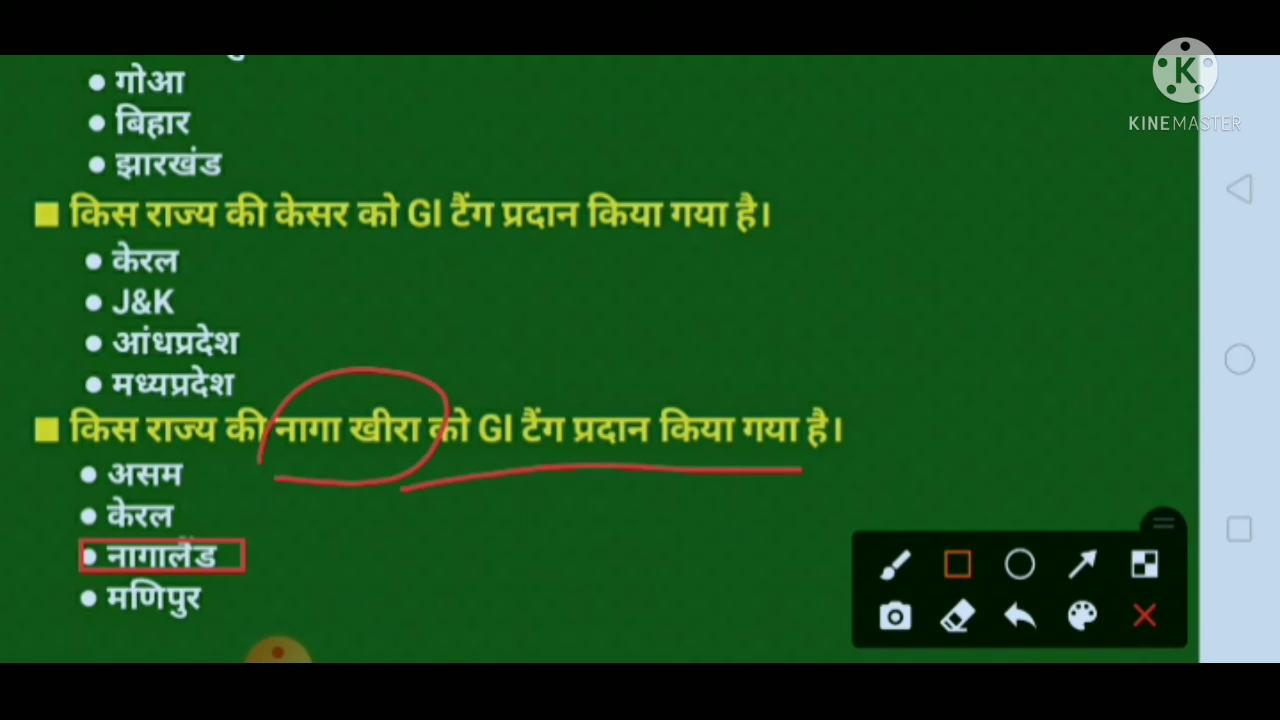 ● गोआ
● बिहार
● झारखंड
■ किस राज्य की केसर को GI टैंग प्रदान किया गया है।
● केरल
● J&K
● आंधप्रदेश
● मध्यप्रदेश
■ किस राज्य की नागा खीरा को GI टैंग प्रदान किया गया है।
● असम
● केरल
● नागालैंड
● मणिपुर
K
KINEMASTER